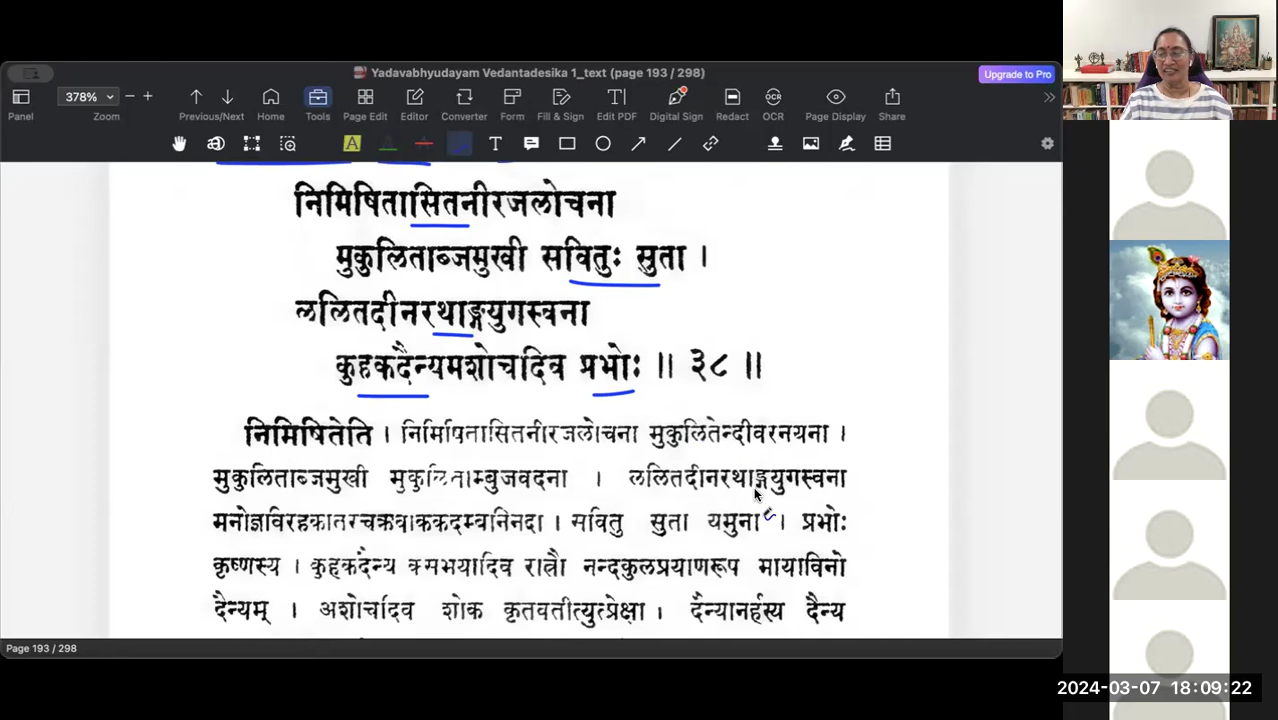 Yadavabhyudayam Vedantadesika 1_text (page 193 / 298)
Upgrade to Pro
378%
Panel
Zoom
Previous/Next
Home
Tools
Page Edit
Editor
Converter
Form
Fill & Sign
Edit PDF
Digital Sign
Redact
OCR
Page Display
Share
निमिषितासितनीरजलोचना
मुकुलिताब्जमुखी सवितुः सुता ।
ललितदीनरथाङ्गयुगस्वना
कुहकदैन्यमशोचदिव प्रभोः ॥ ३८ ॥
निमिषितेति । निमिषितासितनीरजलोचना मुकुलितेन्दीवरनयना ।
मुकुलिताब्जमुखी मुकुलिताम्बुजवदना । ललितदीनरथाङ्गयुगस्वना
मनोज्ञविरहकातरचक्रवाककदम्बनिनदा । सवितु सुता यमुना । प्रभोः
कृष्णस्य । कुहकदैन्य कसभयादिव रात्रौ नन्दकुलप्रयाणरूप मायाविनो
दैन्यम् । अशोचदिव शोक कृतवतीत्युत्प्रेक्षा । दैन्यानर्हस्य दैन्य
Page 193 / 298
2024-03-07 18:09:22